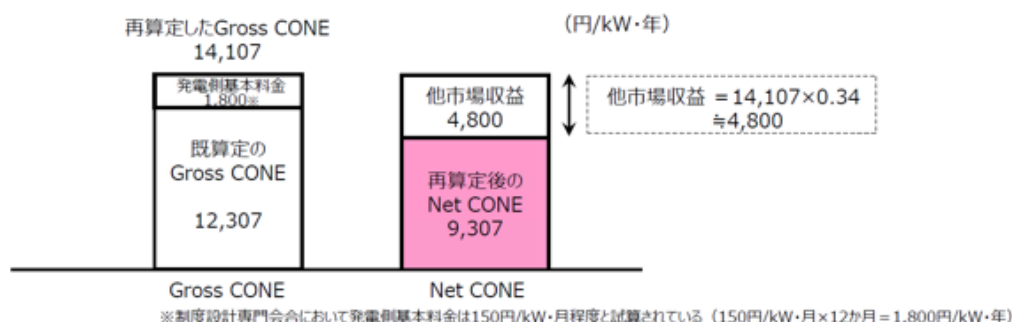 再算定したGross CONE
14,107
(円/kW・年)
発電側基本料金
1,800※
既算定の
Gross CONE
12,307
他市場収益
4,800
再算定後の
Net CONE
9,307
他市場収益 =14,107×0.34
≒4,800
Gross CONE
Net CONE
※制度設計専門会合において発電側基本料金は150円/kW・月程度と試算されている（150円/kW・月×12か月=1,800円/kW・年）